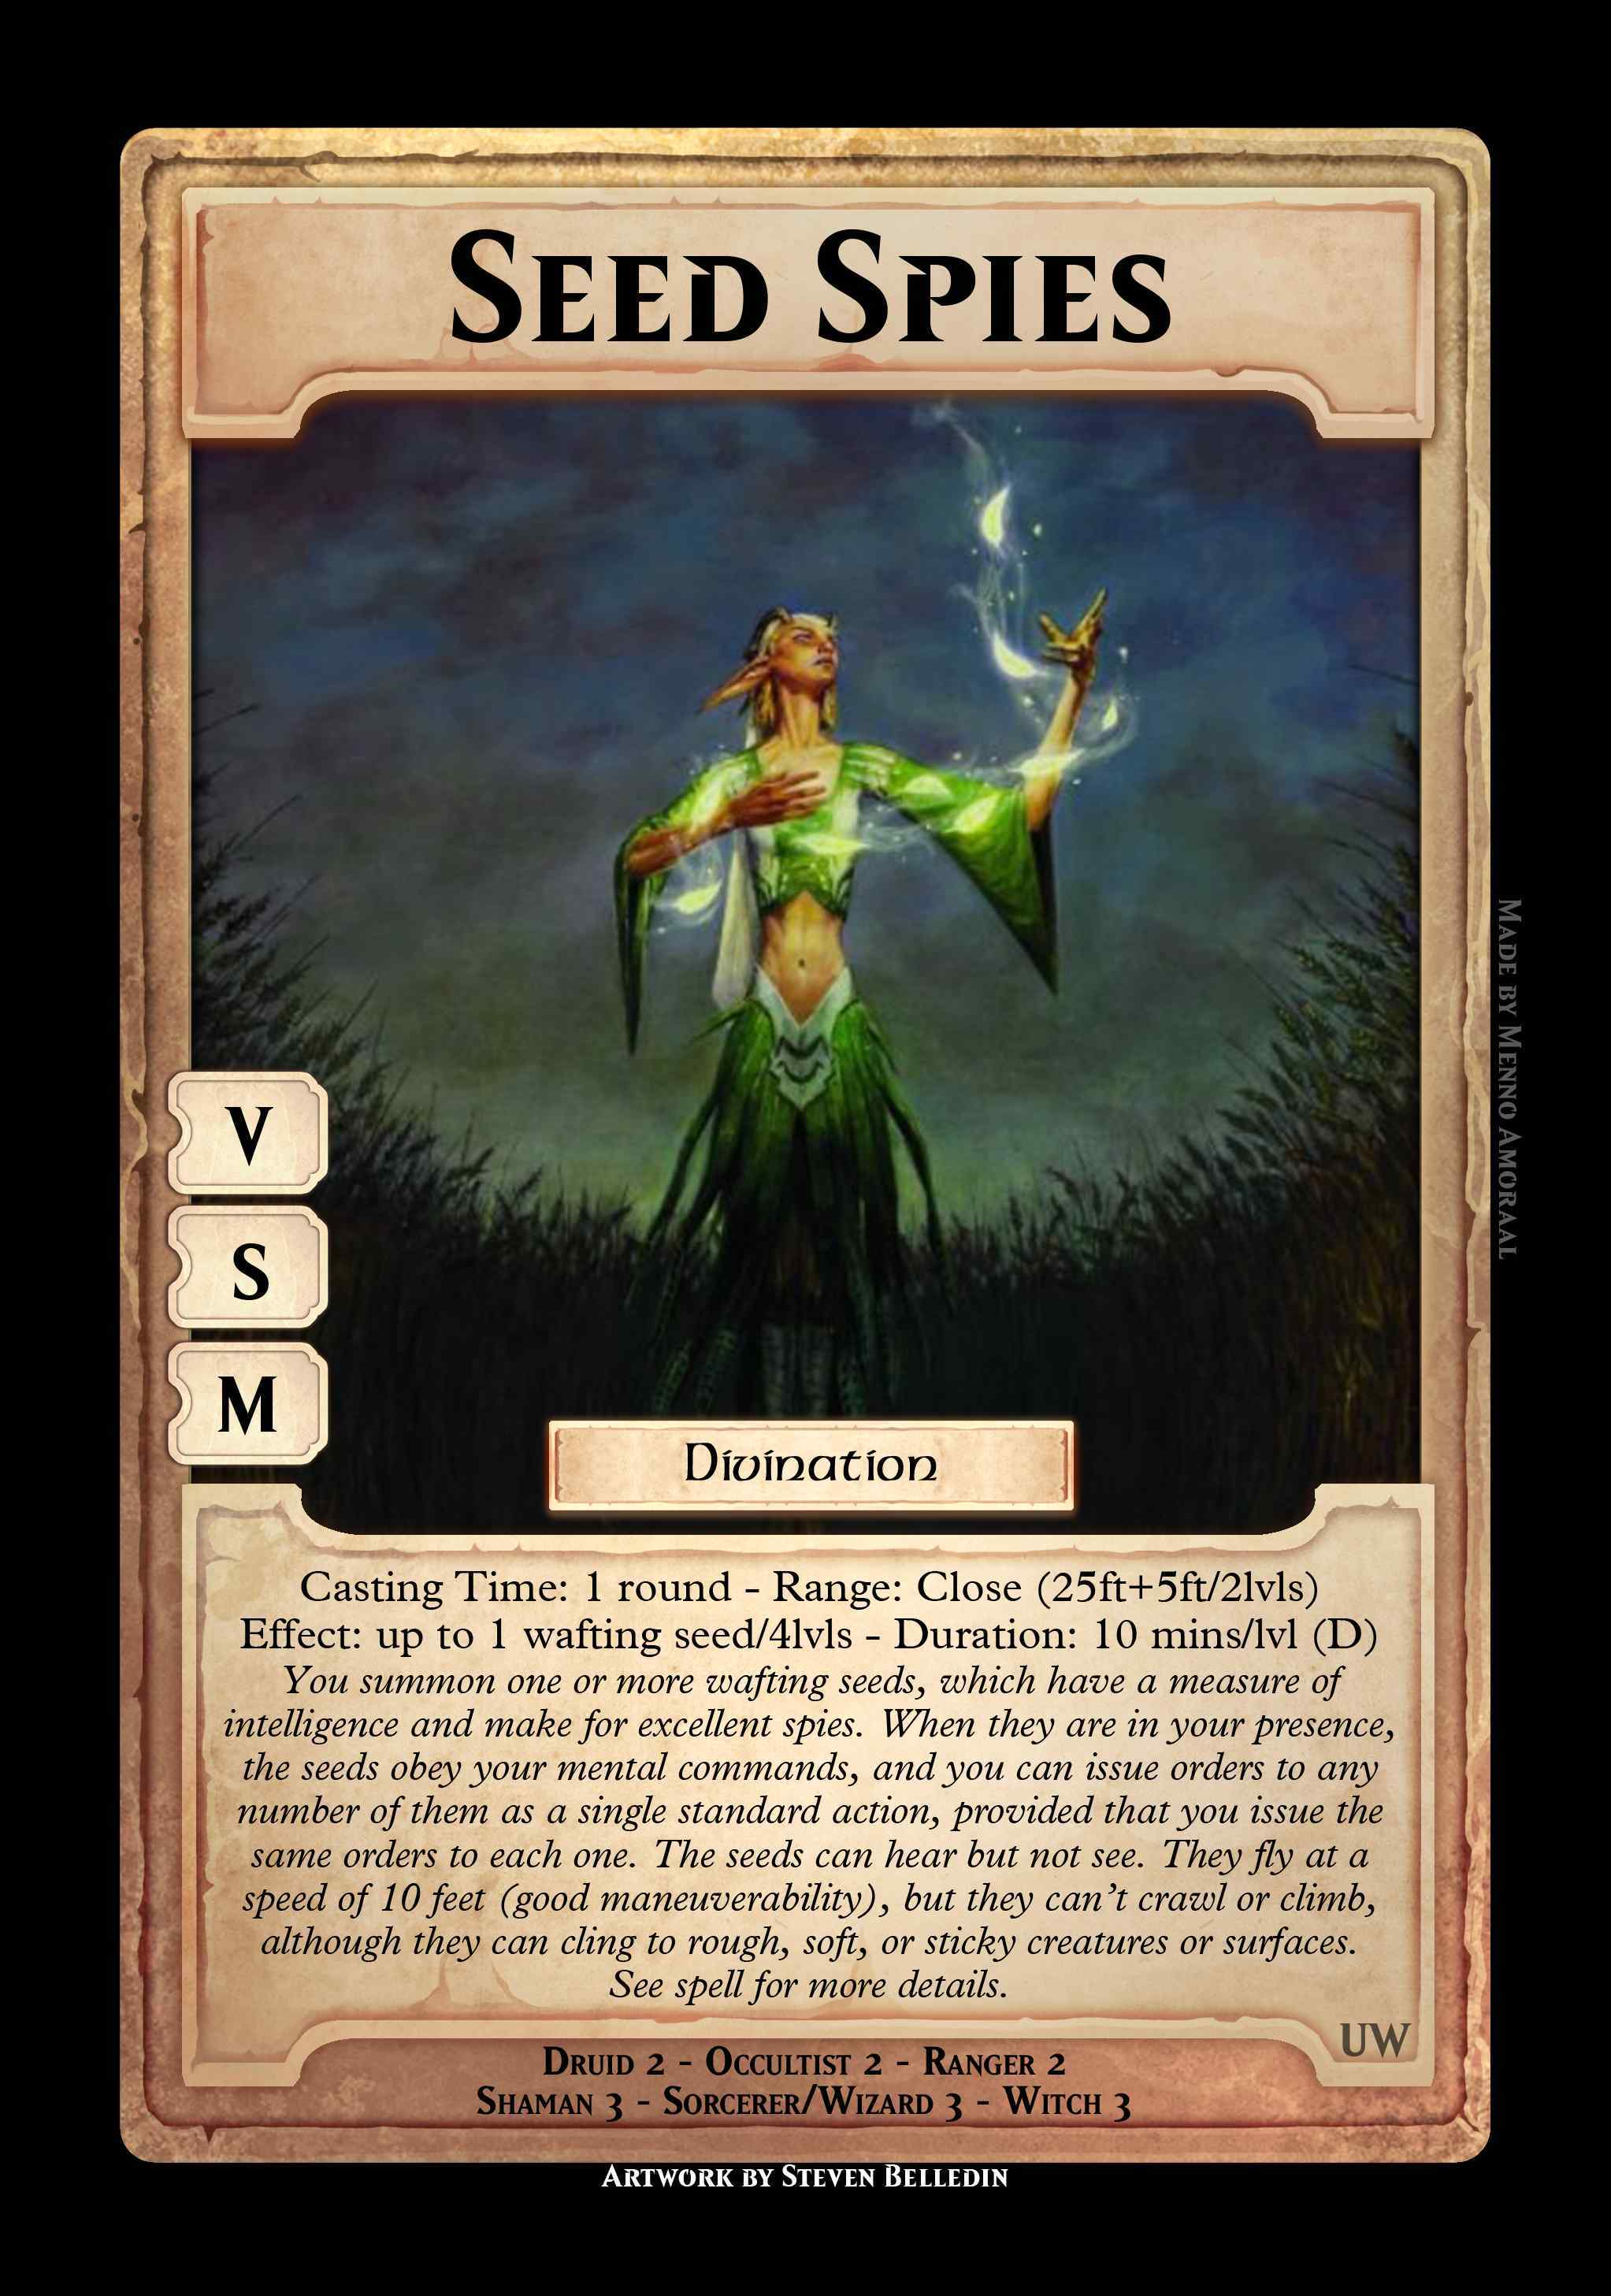 Seed Spies
V
S
M
Divination
Casting Time: 1 round - Range: Close (25ft+5ft/2lvls)
Effect: up to 1 wafting seed/4lvls - Duration: 10 mins/lvl (D)
You summon one or more wafting seeds, which have a measure of
intelligence and make for excellent spies. When they are in your presence,
the seeds obey your mental commands, and you can issue orders to any
number of them as a single standard action, provided that you issue the
same orders to each one. The seeds can hear but not see. They fly at a
speed of 10 feet (good maneuverability), but they can't crawl or climb,
although they can cling to rough, soft, or sticky creatures or surfaces.
See spell for more details.
UW
Druid 2 - Occultist 2 - Ranger 2
Shaman 3 - Sorcerer/Wizard 3 - Witch 3
Artwork by Steven Belledin
Made by Menno Amoraal